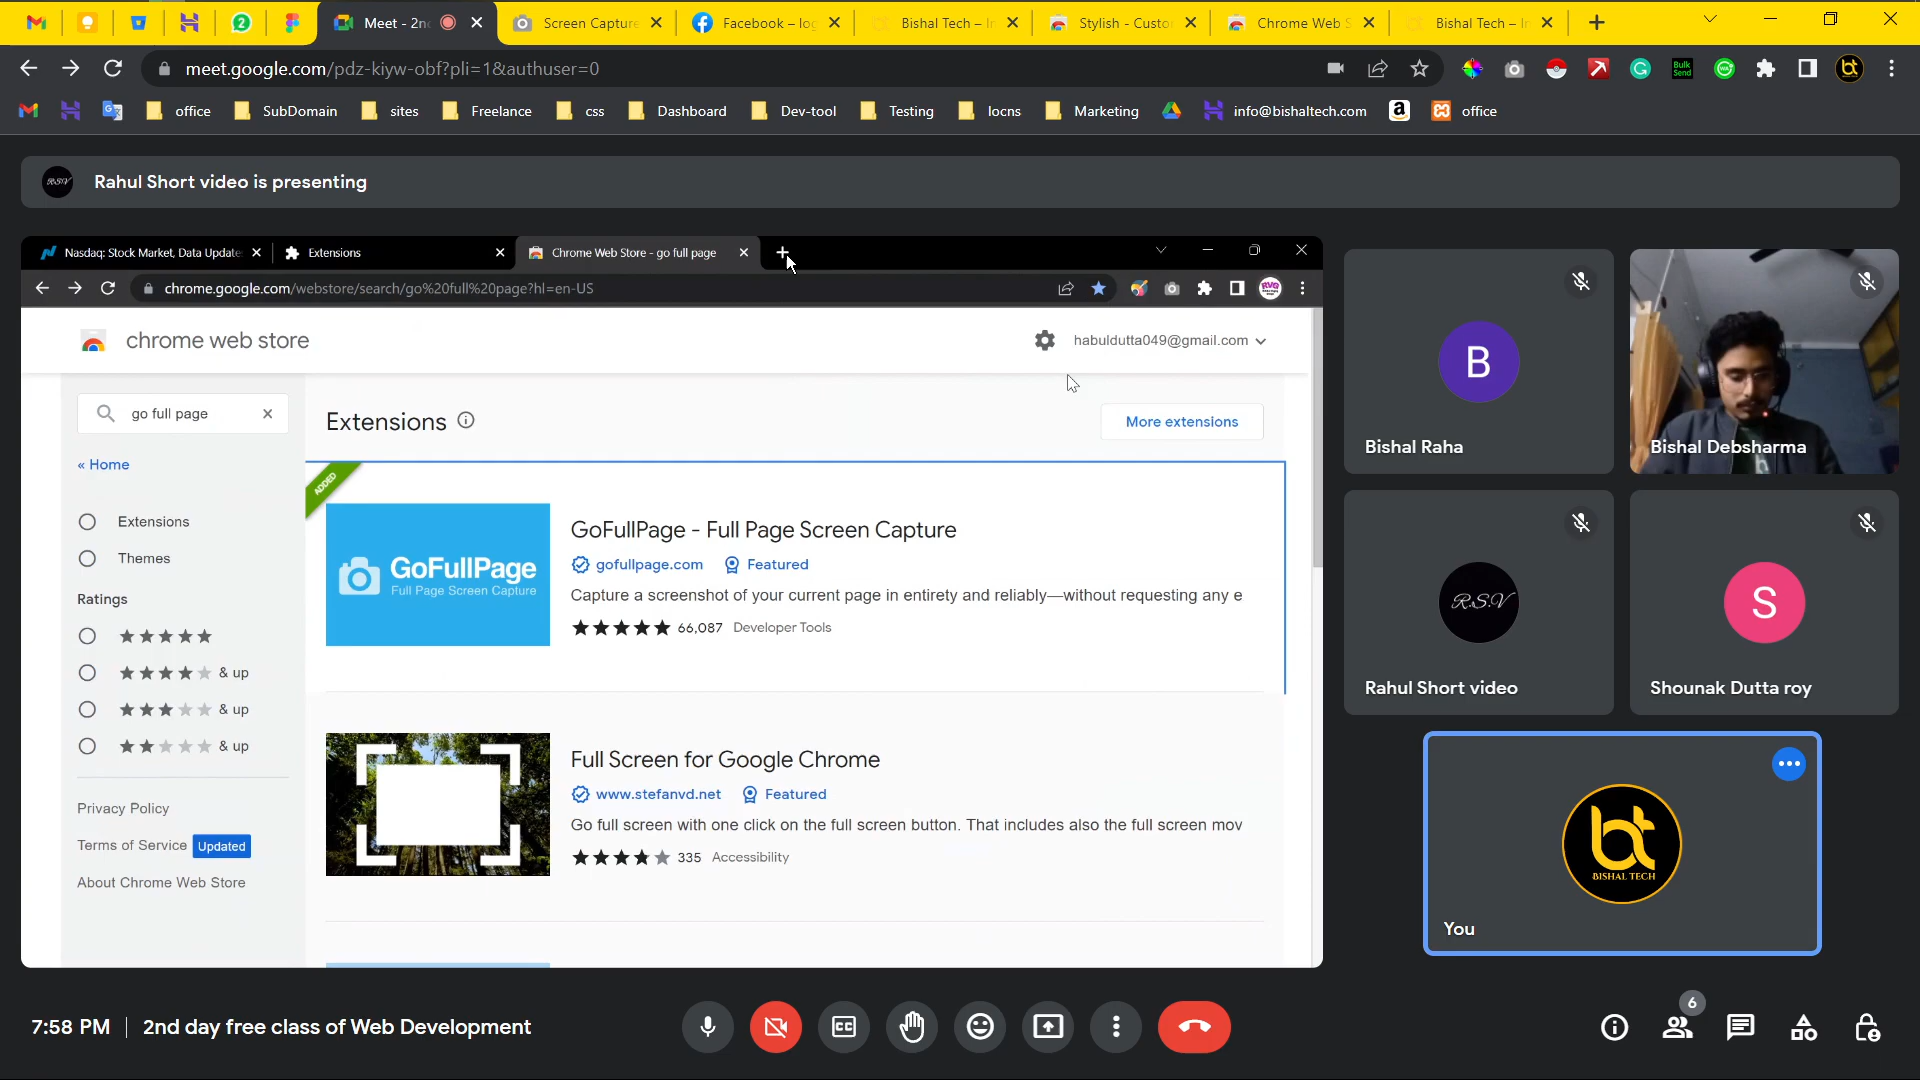 2
Meet - 2n
Screen Capture
Facebook – log
Bishal Tech – In
Stylish - Custo
Chrome Web S
Bishal Tech – In
meet.google.com/pdz-kiyw-obf?pli=1&authuser=0
Bulk Send
bt
office
SubDomain
sites
Freelance
css
Dashboard
Dev-tool
Testing
locns
Marketing
info@bishaltech.com
office
RSV
Rahul Short video is presenting
Nasdaq: Stock Market, Data Update
Extensions
Chrome Web Store - go full page
chrome.google.com/webstore/search/go%20full%20page?hl=en-US
RVG
chrome web store
habuldutta049@gmail.com
go full page
« Home
Extensions
Themes
Ratings
& up
& up
& up
Privacy Policy
Terms of Service Updated
About Chrome Web Store
Extensions
More extensions
ADDED
GoFullPage
Full Page Screen Capture
GoFullPage - Full Page Screen Capture
gofullpage.com Featured
Capture a screenshot of your current page in entirety and reliably—without requesting any e
66,087 Developer Tools
Full Screen for Google Chrome
www.stefanvd.net Featured
Go full screen with one click on the full screen button. That includes also the full screen mov
335 Accessibility
B
Bishal Raha
Bishal Debsharma
R.S.V
Rahul Short video
S
Shounak Dutta roy
bt
BISHAL TECH
You
7:58 PM
2nd day free class of Web Development
CC
6